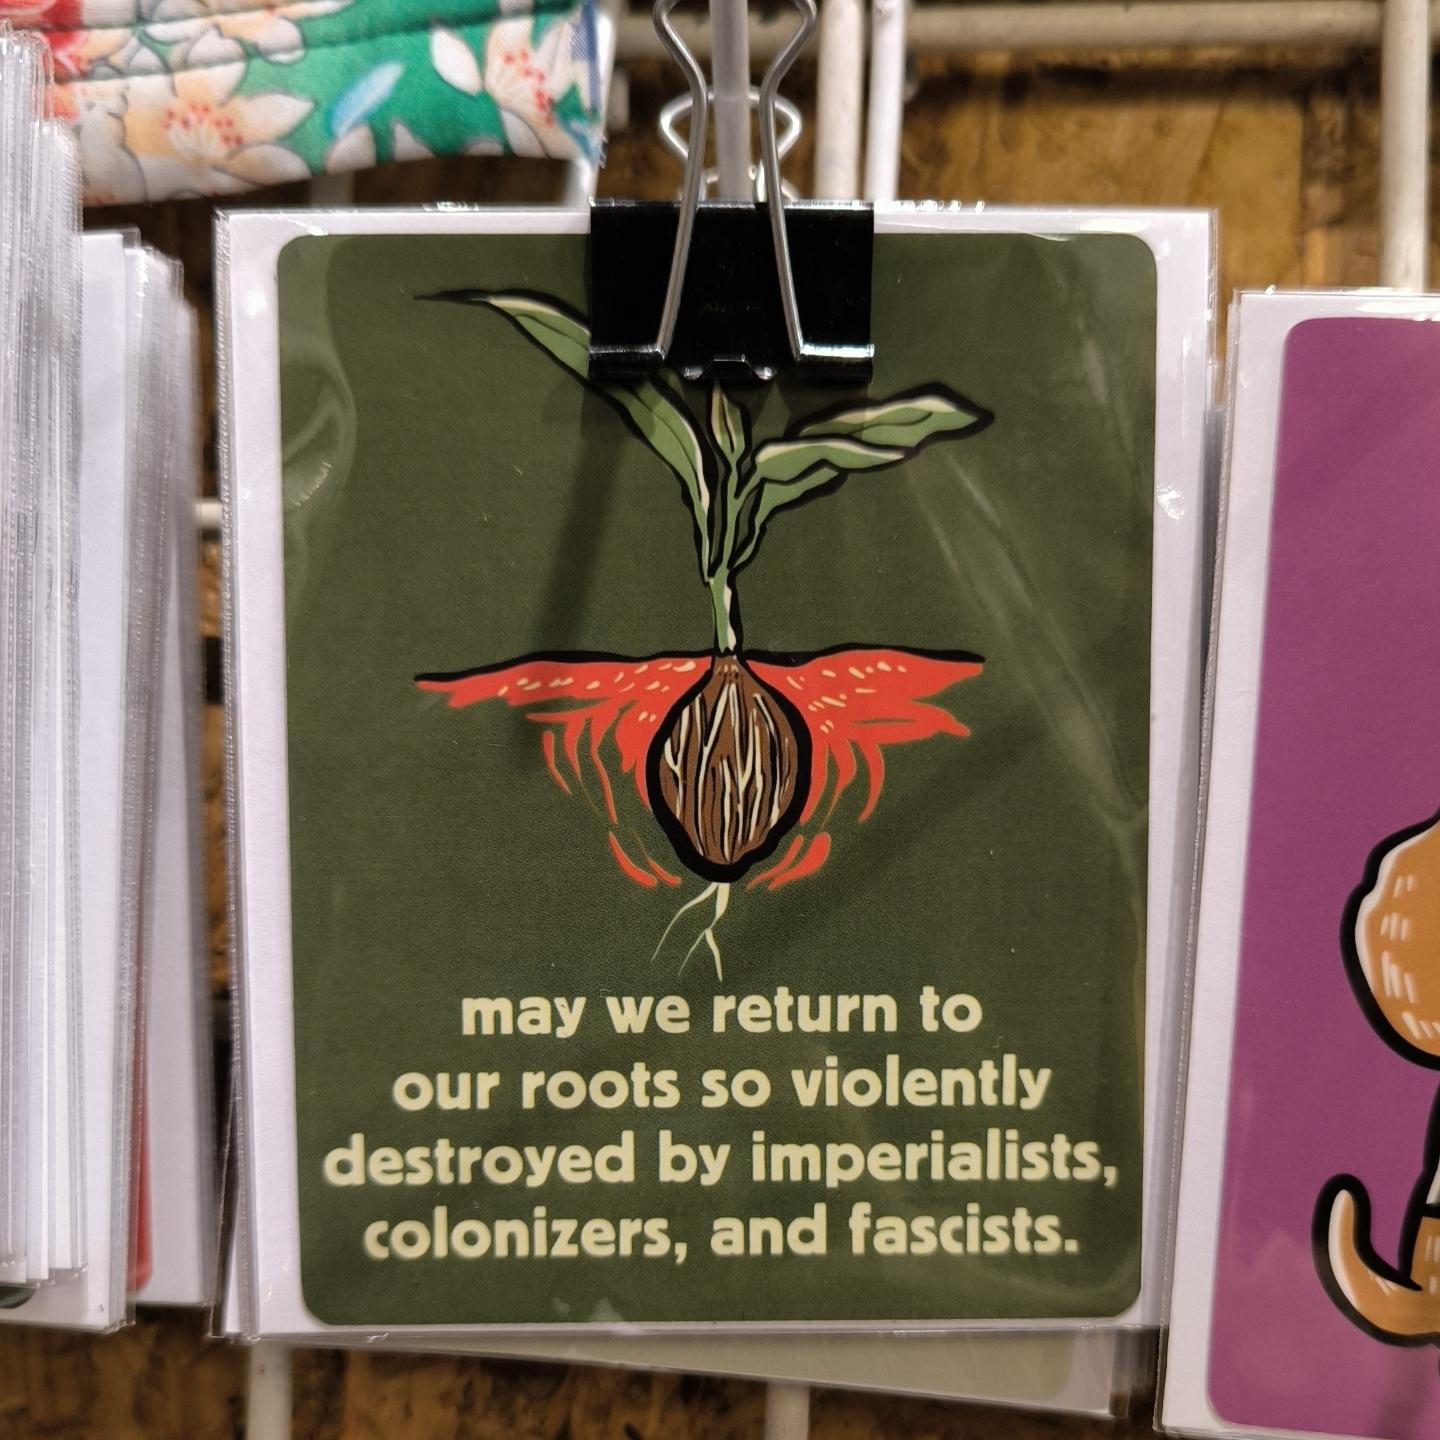 may we return to
our roots so violently
destroyed by imperialists,
colonizers, and fascists.